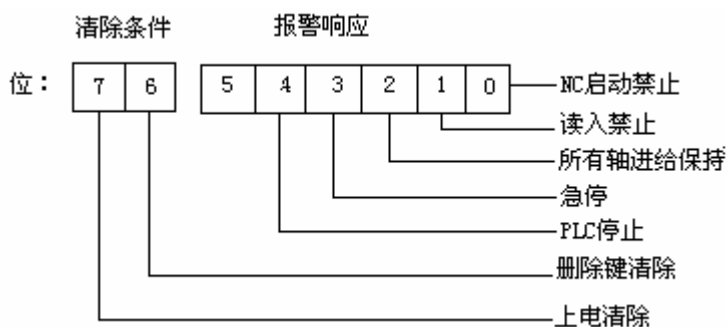 清除条件 报警响应
位： 7 6 5 4 3 2 1 0 NC启动禁止
读入禁止
所有轴进给保持
急停
PLC停止
删除键清除
上电清除